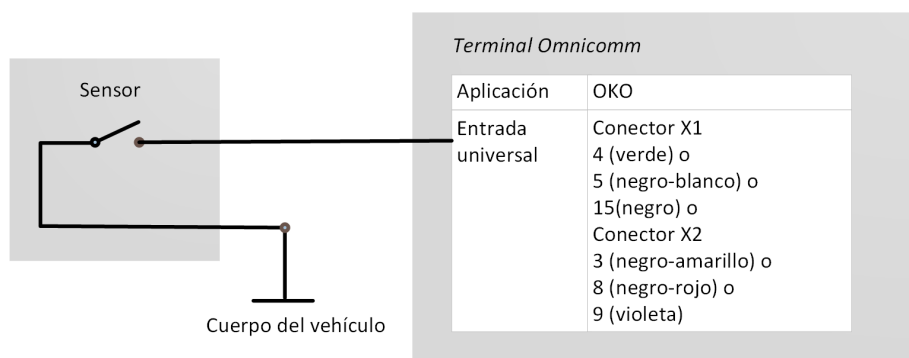 Terminal Omnicomm
Sensor
Aplicación
OKO
Entrada
universal
Conector X1
4 (verde) o
5 (negro-blanco) o
15(negro) o
Conector X2
3 (negro-amarillo) o
8 (negro-rojo) o
9 (violeta)
Cuerpo del vehículo